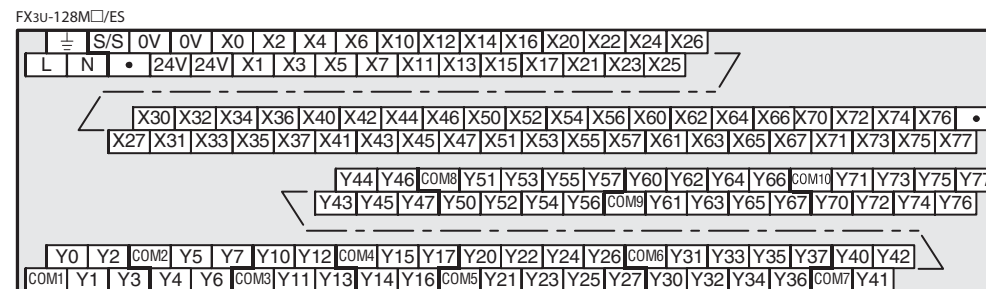 FX3U-128M□/ES
S/S 0V 0V X0 X2 X4 X6 X10 X12 X14 X16 X20 X22 X24 X26
L N • 24V 24V X1 X3 X5 X7 X11 X13 X15 X17 X21 X23 X25
X30 X32 X34 X36 X40 X42 X44 X46 X50 X52 X54 X56 X60 X62 X64 X66 X70 X72 X74 X76 •
X27 X31 X33 X35 X37 X41 X43 X45 X47 X51 X53 X55 X57 X61 X63 X65 X67 X71 X73 X75 X77
Y44 Y46 COM8 Y51 Y53 Y55 Y57 Y60 Y62 Y64 Y66 COM10 Y71 Y73 Y75 Y77
Y43 Y45 Y47 Y50 Y52 Y54 Y56 COM9 Y61 Y63 Y65 Y67 Y70 Y72 Y74 Y76
Y0 Y2 COM2 Y5 Y7 Y10 Y12 COM4 Y15 Y17 Y20 Y22 Y24 Y26 COM6 Y31 Y33 Y35 Y37 Y40 Y42
COM1 Y1 Y3 Y4 Y6 COM3 Y11 Y13 Y14 Y16 COM5 Y21 Y23 Y25 Y27 Y30 Y32 Y34 Y36 COM7 Y41